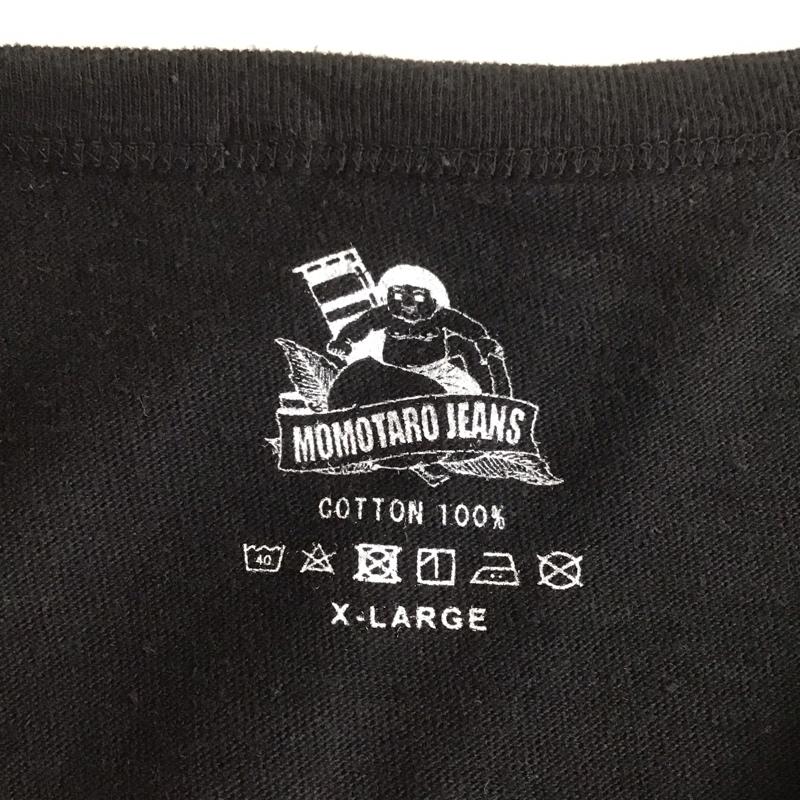 MOMOTARO JEANS
COTTON 100%
40
X-LARGE